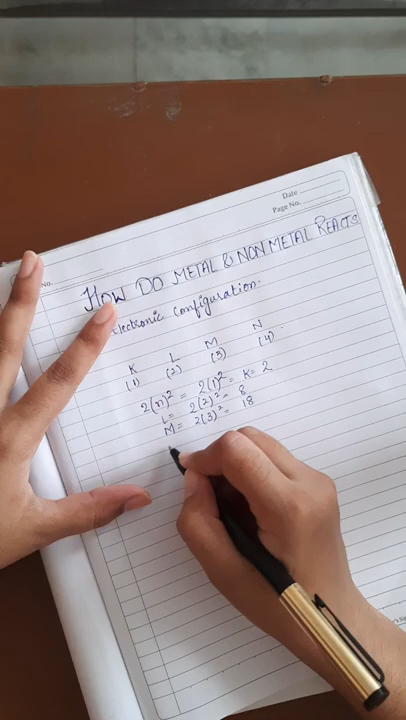 Date
Page No.
No.
HOW DO METAL & NON METAL REACTS
Electronic Configuration.
K L M N
(1) (2) (3) (4)
2(n)² = 2(1)² = K = 2
L = 2(2)² = 8
M = 2(3)² = 18